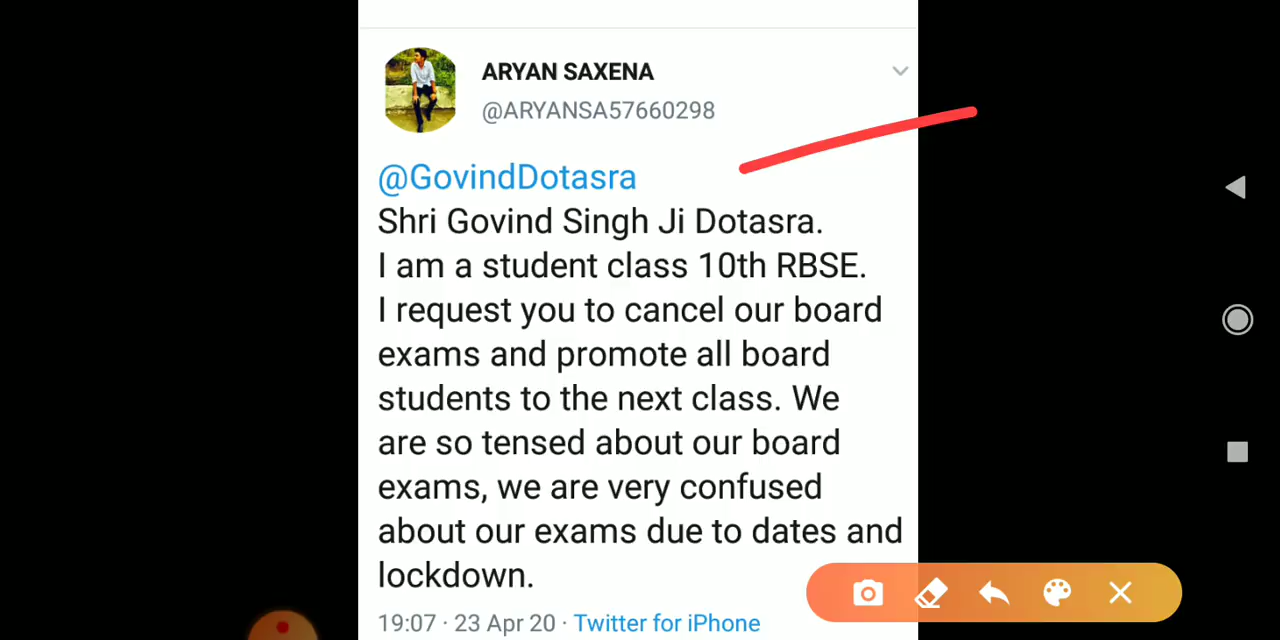 ARYAN SAXENA
@ARYANSA57660298
@GovindDotasra
Shri Govind Singh Ji Dotasra.
I am a student class 10th RBSE.
I request you to cancel our board
exams and promote all board
students to the next class. We
are so tensed about our board
exams, we are very confused
about our exams due to dates and
lockdown.
19:07 · 23 Apr 20 · Twitter for iPhone